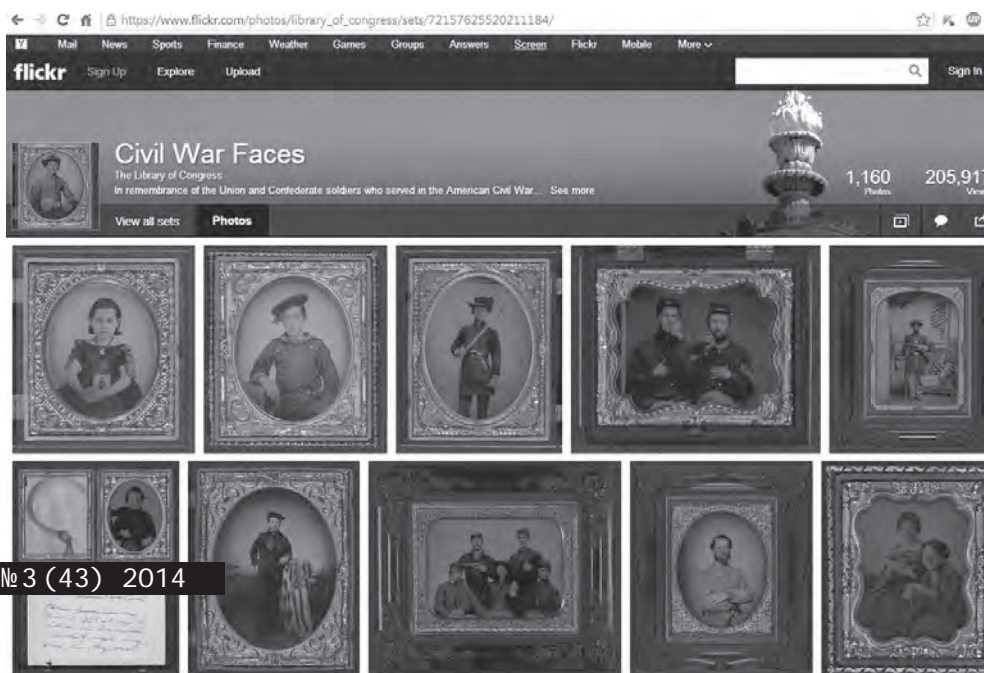 https://www.flickr.com/photos/library_of_congress/sets/72157625520211184/
Y! Mail News Sports Finance Weather Games Groups Answers Screen Flickr Mobile More
flickr Sign Up Explore Upload Sign In
Civil War Faces
The Library of Congress
In remembrance of the Union and Confederate soldiers who served in the American Civil War... See more
1,160 205,917
Photos View
View all sets Photos
№3(43) 2014